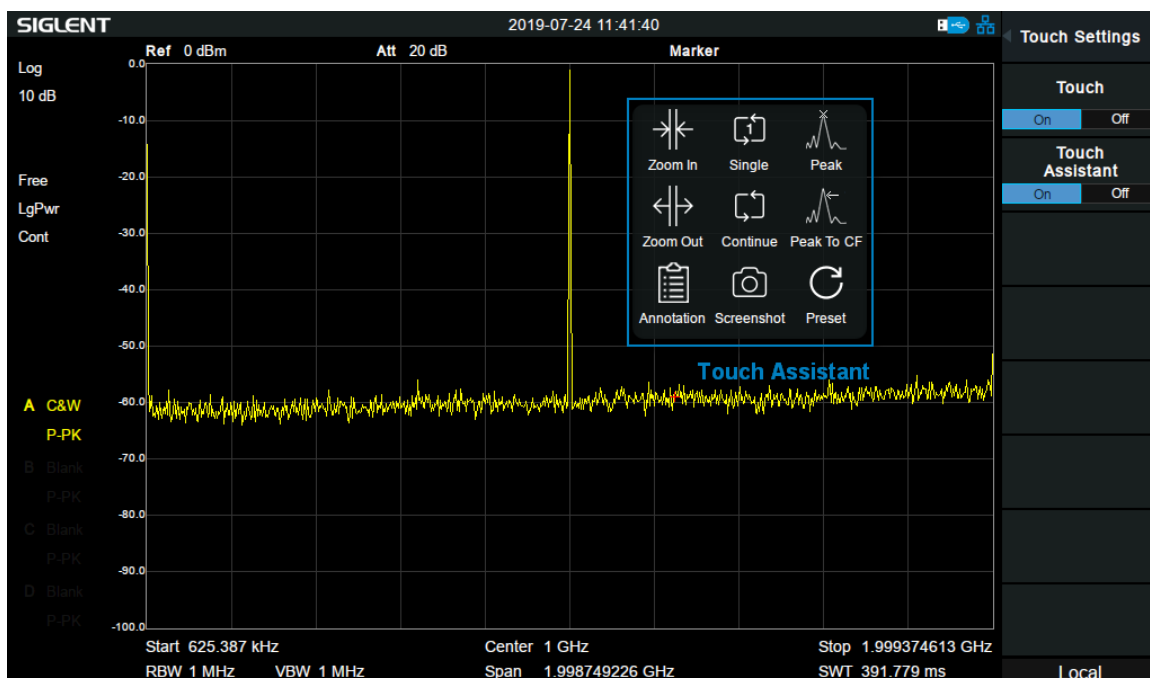 SIGLENT
2019-07-24 11:41:40
Touch Settings
Ref 0 dBm
Att 20 dB
Marker
Log
10 dB
Free
LgPwr
Cont
A C&W
P-PK
B Blank
P-PK
C Blank
P-PK
D Blank
P-PK
0.0
-10.0
-20.0
-30.0
-40.0
-50.0
-60.0
-70.0
-80.0
-90.0
-100.0
Zoom In Single Peak
Zoom Out Continue Peak To CF
Annotation Screenshot Preset
Touch Assistant
Start 625.387 kHz
Center 1 GHz
Stop 1.999374613 GHz
RBW 1 MHz
VBW 1 MHz
Span 1.998749226 GHz
SWT 391.779 ms
Touch
On Off
Touch
Assistant
On Off
Local